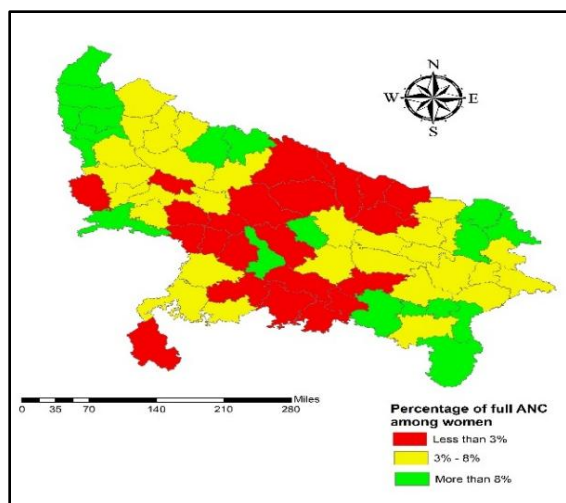 N
W E
S
Miles
0 15 35 70 140 210 280
Percentage of full ANC
among women
Less than 3%
3% - 8%
More than 8%